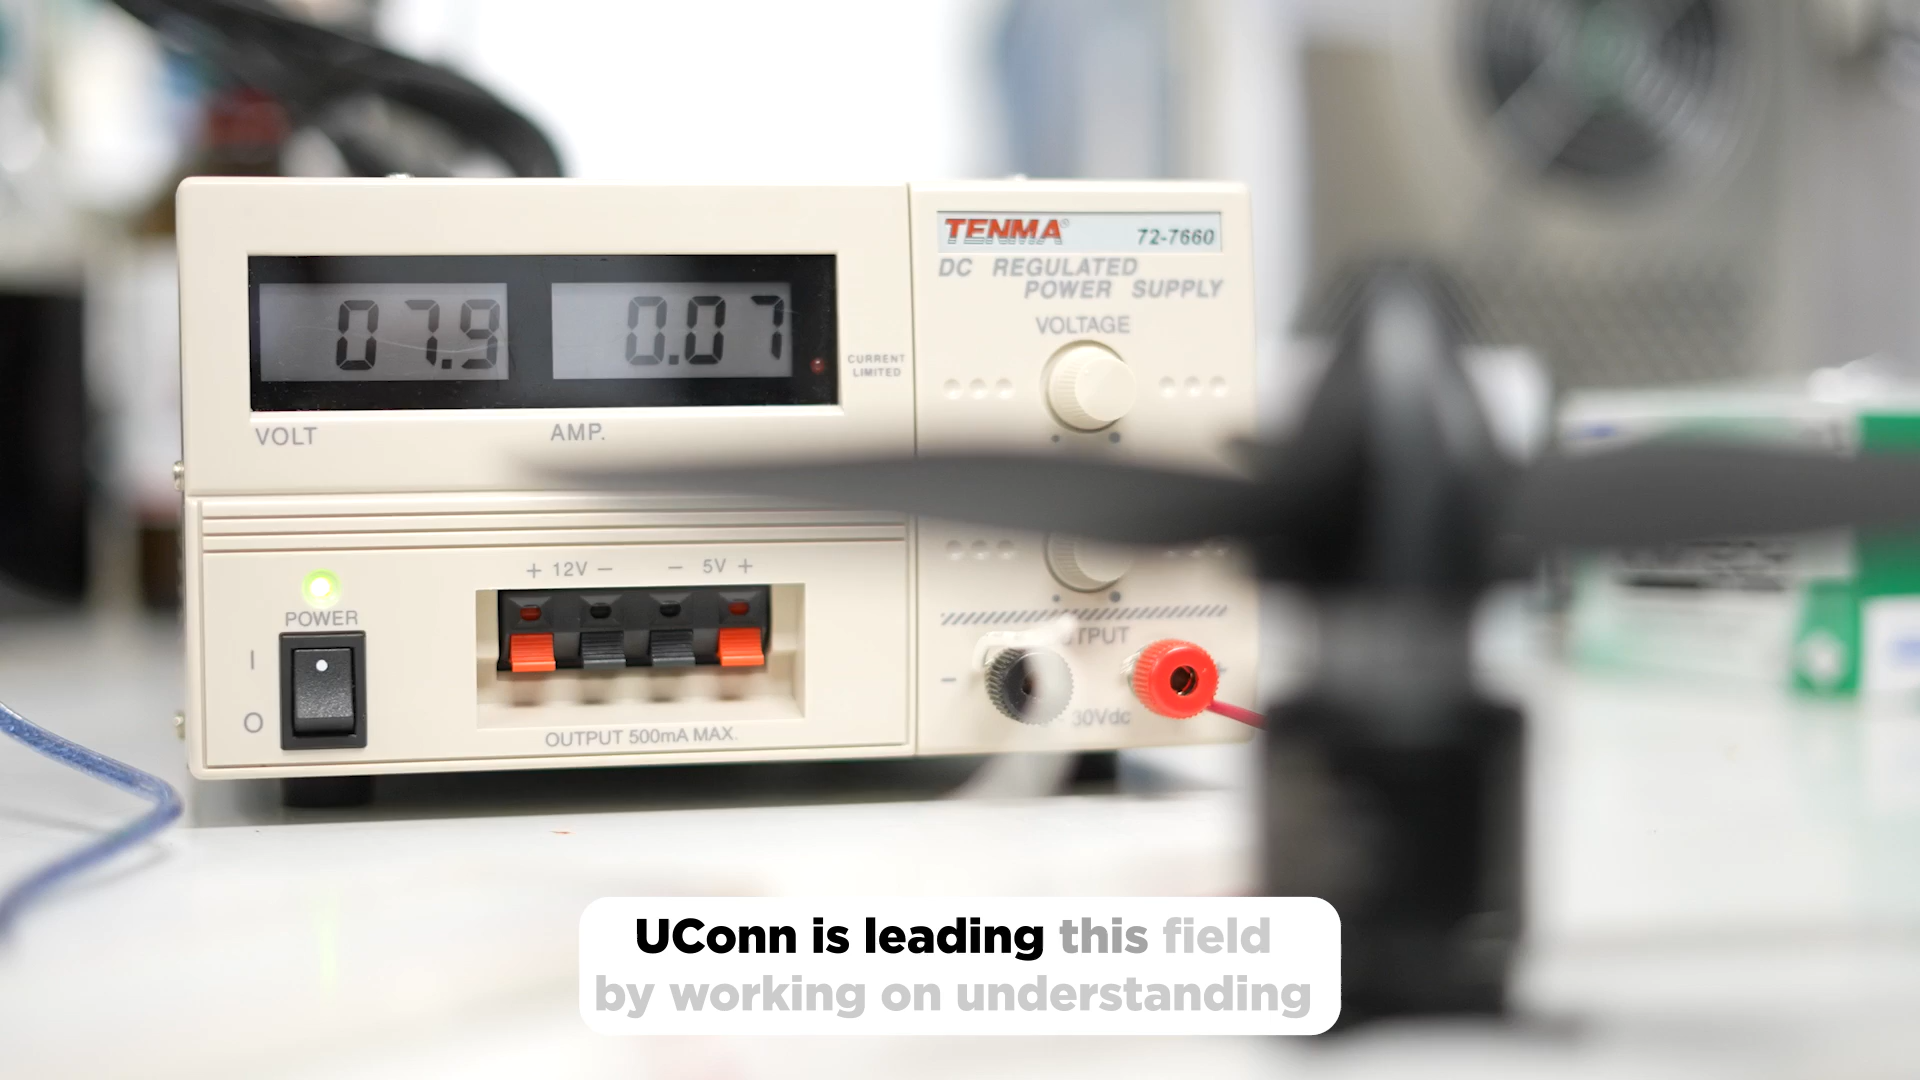 TENMA®
72-7660
DC REGULATED
POWER SUPPLY
VOLTAGE
07.9
0.07
CURRENT
LIMITED
VOLT
AMP.
+ 12V − − 5V +
POWER
I
O
OUTPUT 500mA MAX.
− +
30Vdc
UConn is leading this field
by working on understanding